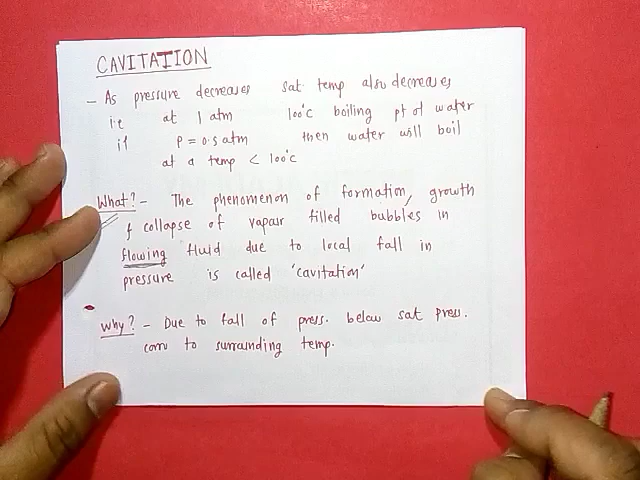 CAVITATION
- As pressure decreases sat temp also decreases
i.e at 1 atm 100°c boiling pt of water
if P = 0.5 atm then water will boil
at a temp < 100°c
What? - The phenomenon of formation, growth
& collapse of vapour filled bubbles in
flowing fluid due to local fall in
pressure is called 'cavitation'
Why? - Due to fall of press. below sat press.
corr to surrounding temp.